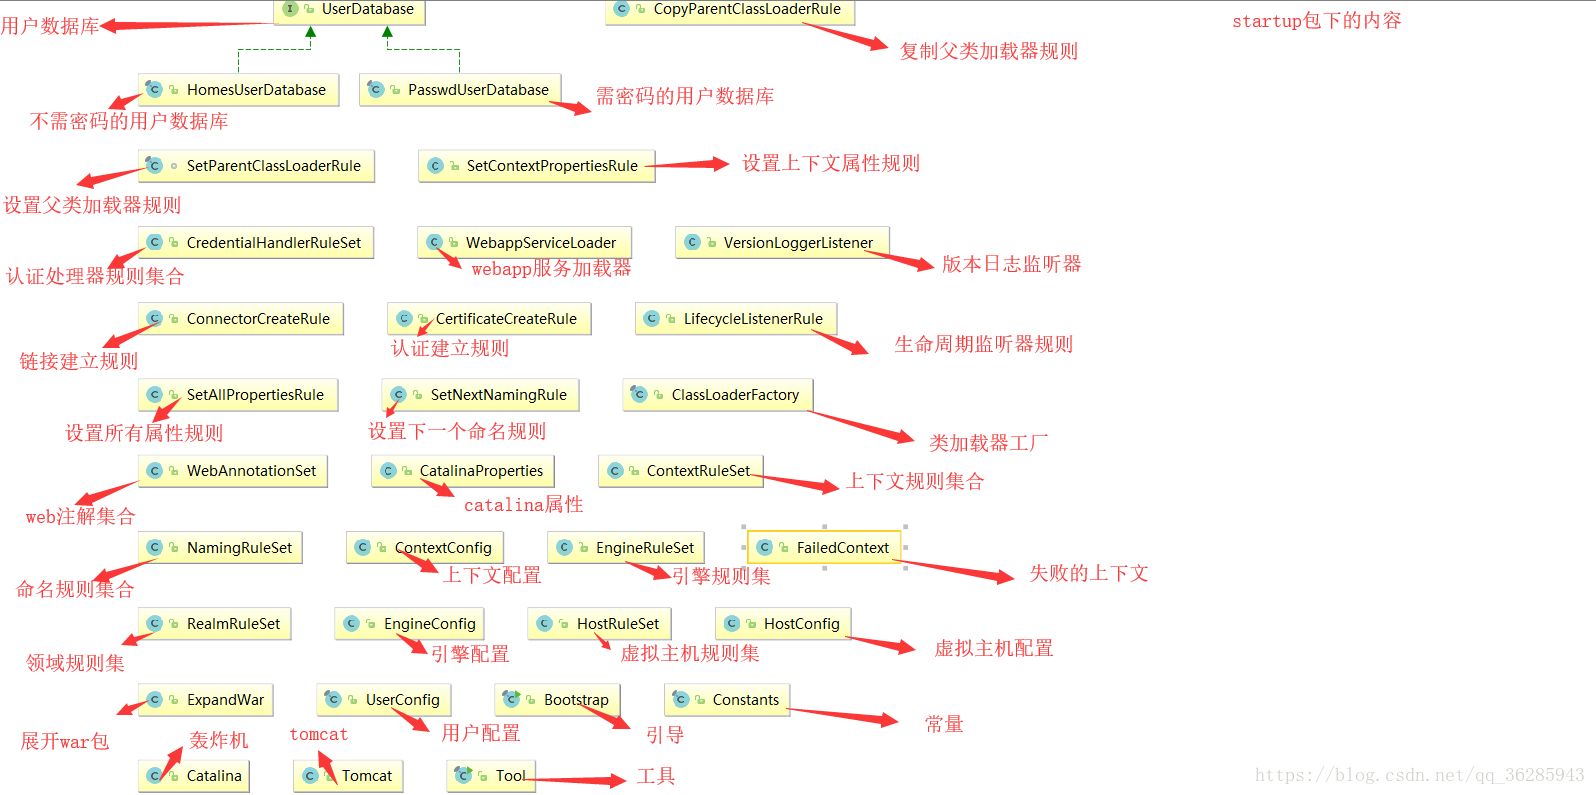 UserDatabase
CopyParentClassLoaderRule
startup包下的内容
用户数据库
复制父类加载器规则
HomesUserDatabase
PasswdUserDatabase
需密码的用户数据库
不需密码的用户数据库
SetParentClassLoaderRule
SetContextPropertiesRule
设置上下文属性规则
设置父类加载器规则
CredentialHandlerRuleSet
WebappServiceLoader
VersionLoggerListener
认证处理器规则集合
webapp服务加载器
版本日志监听器
ConnectorCreateRule
CertificateCreateRule
LifecycleListenerRule
链接建立规则
认证建立规则
生命周期监听器规则
SetAllPropertiesRule
SetNextNamingRule
ClassLoaderFactory
设置所有属性规则
设置下一个命名规则
类加载器工厂
WebAnnotationSet
CatalinaProperties
ContextRuleSet
上下文规则集合
web注解集合
catalina属性
NamingRuleSet
ContextConfig
EngineRuleSet
FailedContext
命名规则集合
上下文配置
引擎规则集
失败的上下文
RealmRuleSet
EngineConfig
HostRuleSet
HostConfig
领域规则集
引擎配置
虚拟主机规则集
虚拟主机配置
ExpandWar
UserConfig
Bootstrap
Constants
展开war包
轰炸机
tomcat
用户配置
引导
常量
Catalina
Tomcat
Tool
工具
https://blog.csdn.net/qq_36285943